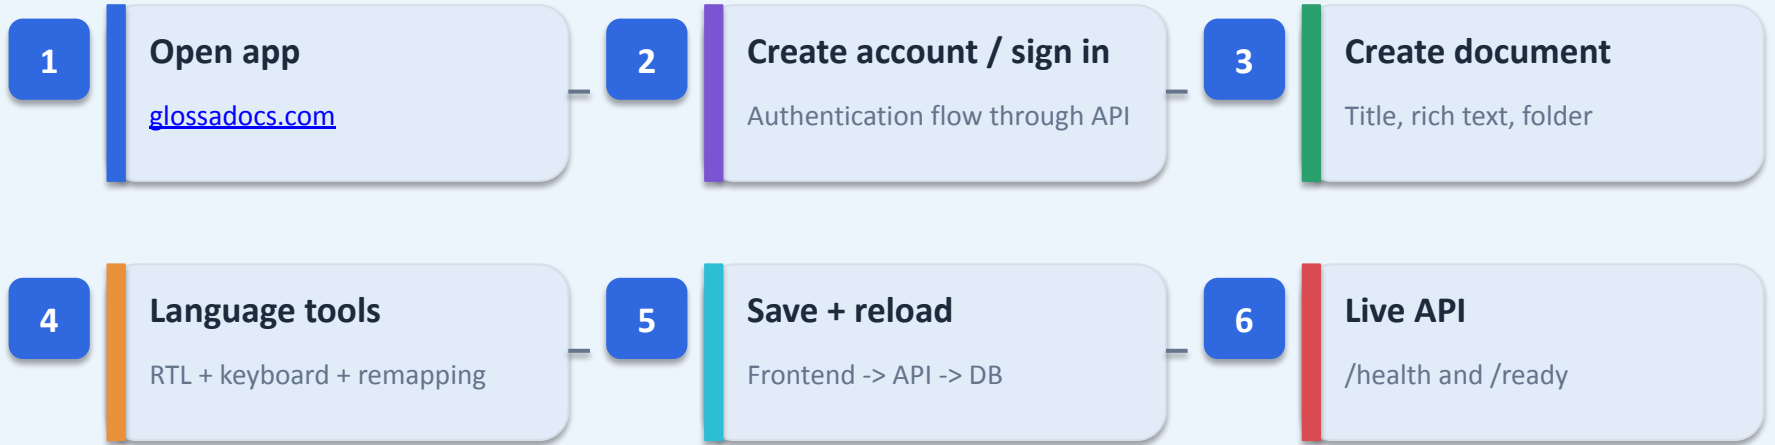 1
Open app
glossadocs.com
2
Create account / sign in
Authentication flow through API
3
Create document
Title, rich text, folder
4
Language tools
RTL + keyboard + remapping
5
Save + reload
Frontend -> API -> DB
6
Live API
/health and /ready